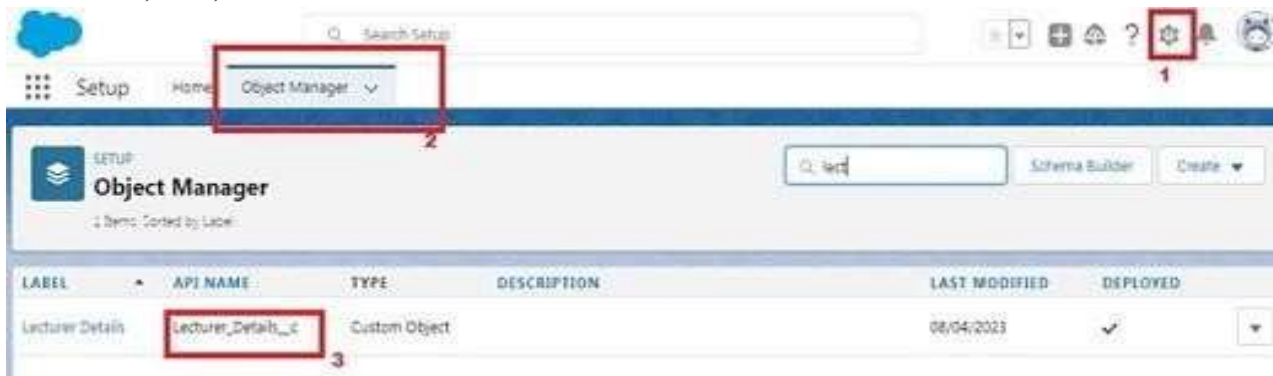 Search Setup
?
1
Setup Home Object Manager
2
SETUP
Object Manager
lect
Schema Builder Create
Items. Sorted by Label
LABEL API NAME TYPE DESCRIPTION LAST MODIFIED DEPLOYED
Lecturer Details Lecturer_Details__c Custom Object 08/04/2023
3